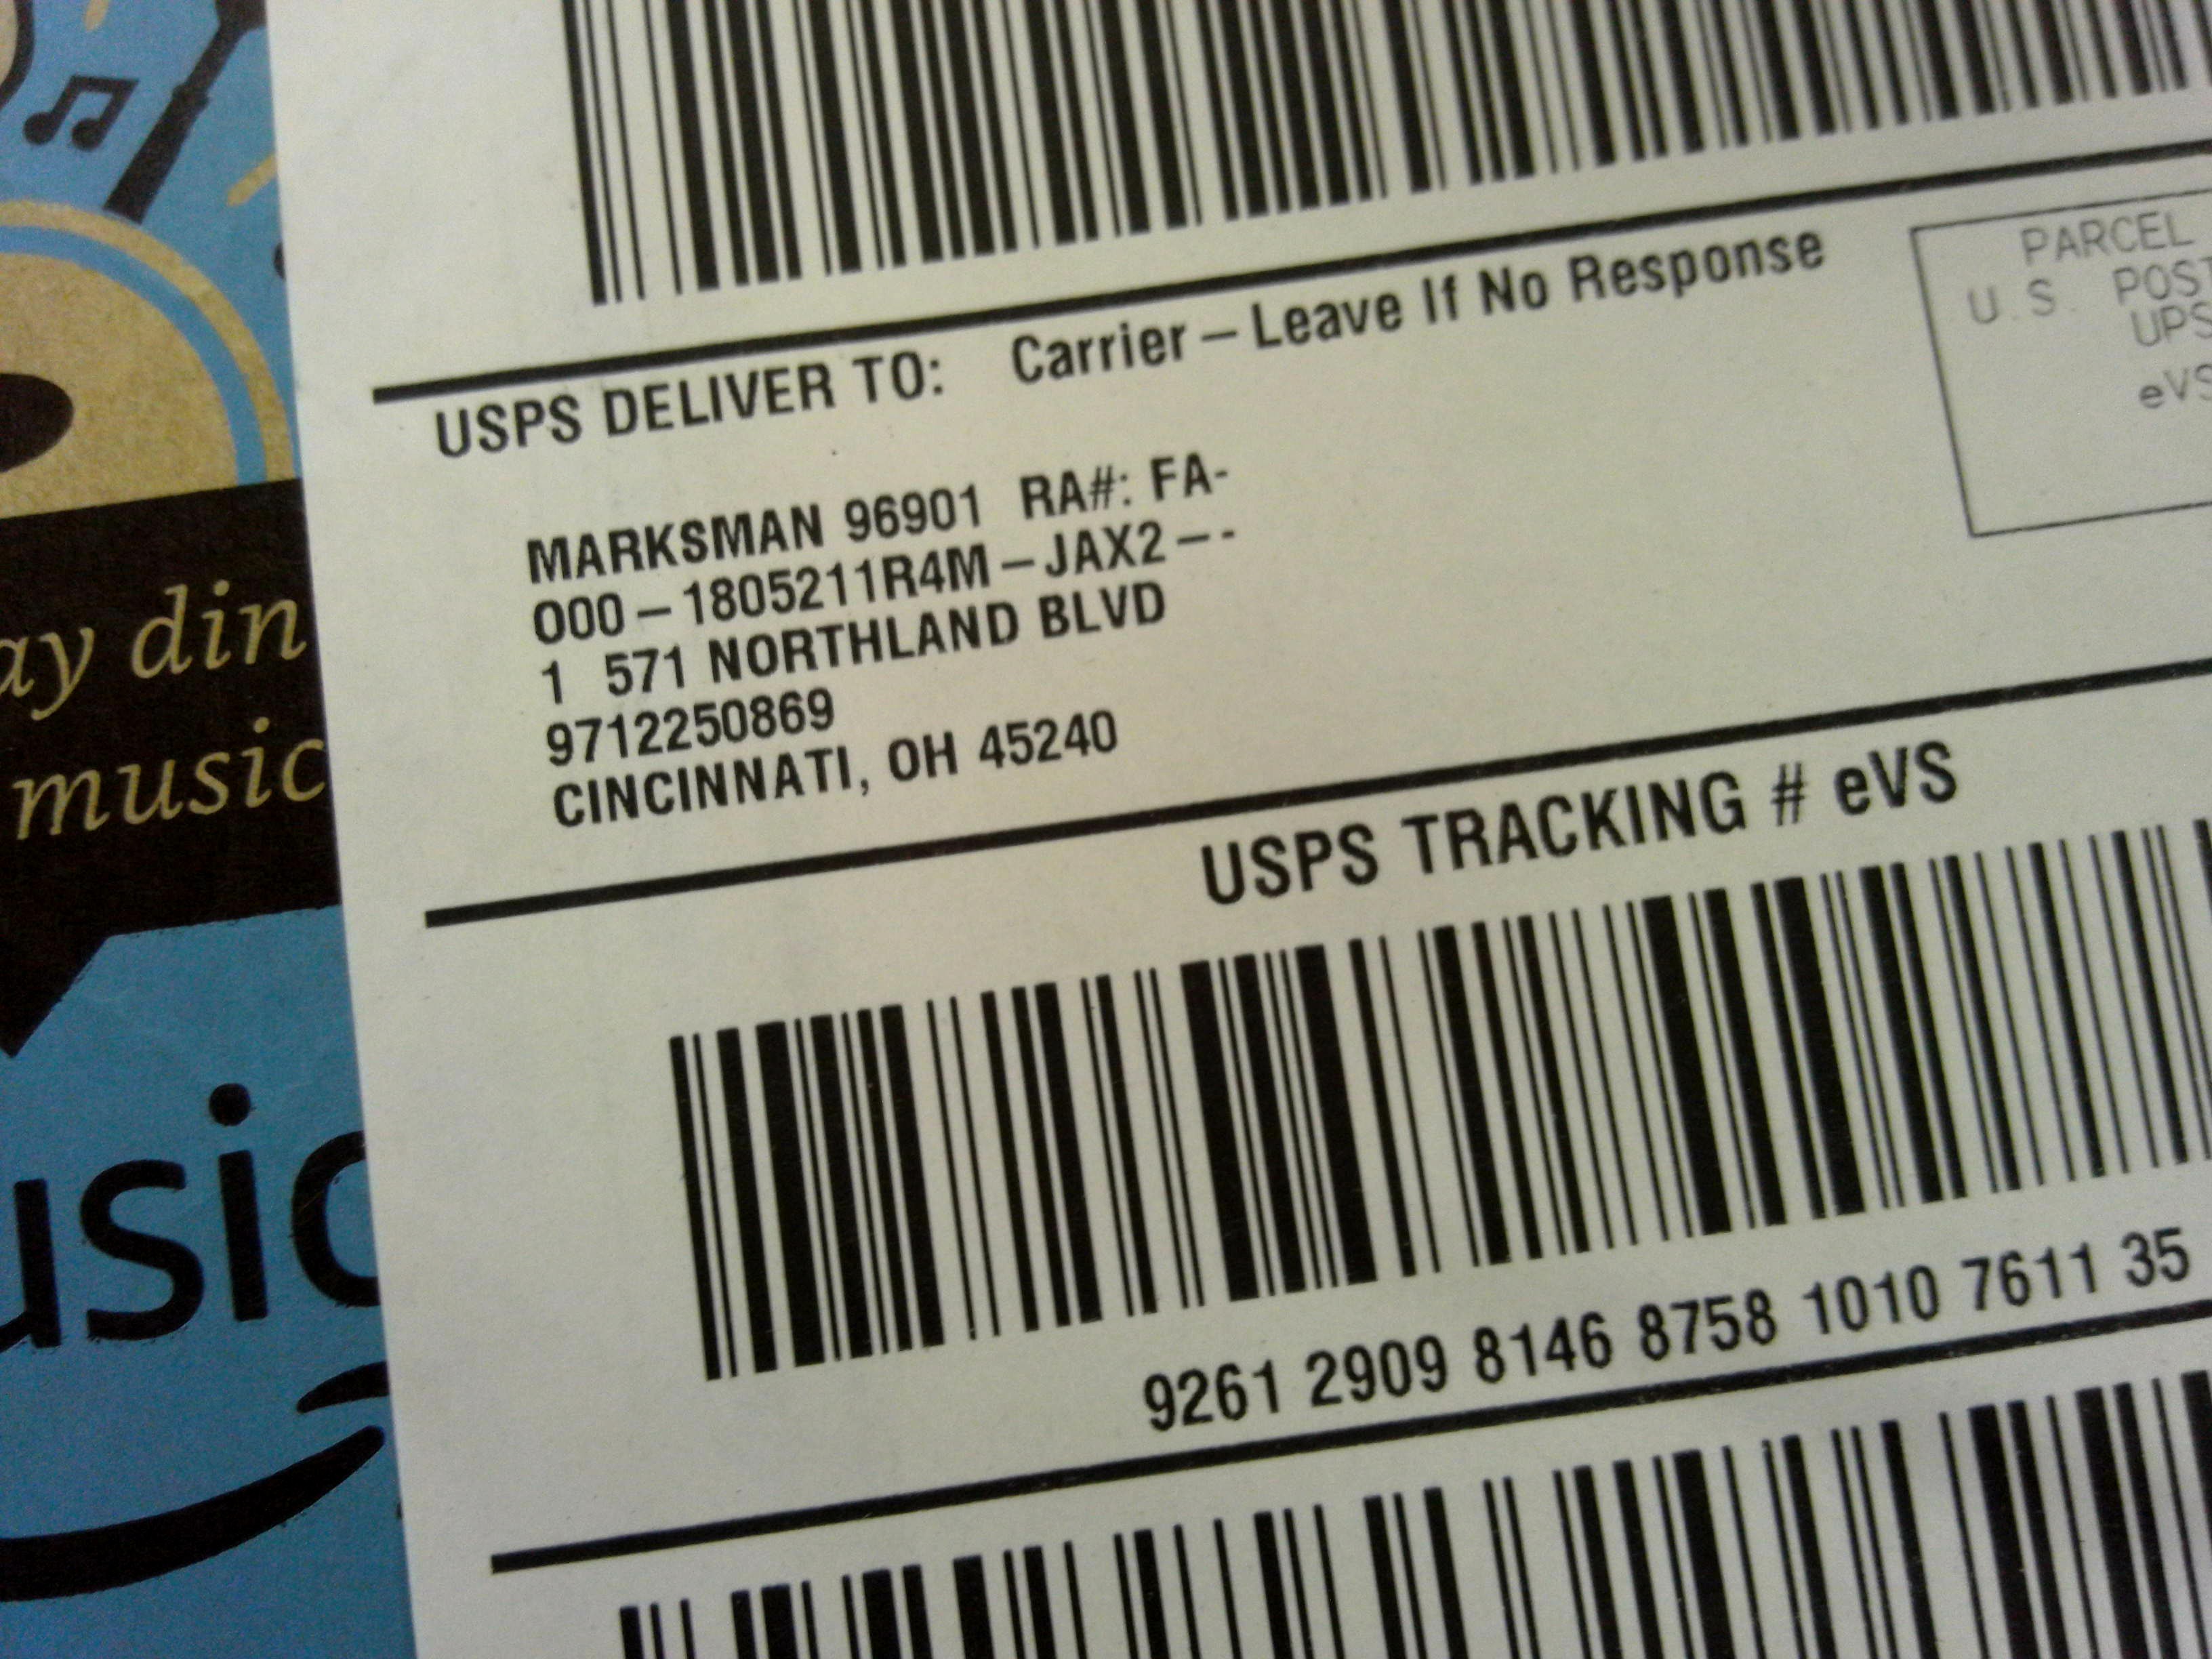 USPS DELIVER TO: Carrier – Leave If No Response
MARKSMAN 96901 RA#: FA-
000 – 1805211R4M – JAX2 – -
1 571 NORTHLAND BLVD
9712250869
CINCINNATI, OH 45240
PARCEL
U.S. POST
UPS
eVS
USPS TRACKING # eVS
9261 2909 8146 8758 1010 7611 35
ay din
music
usic